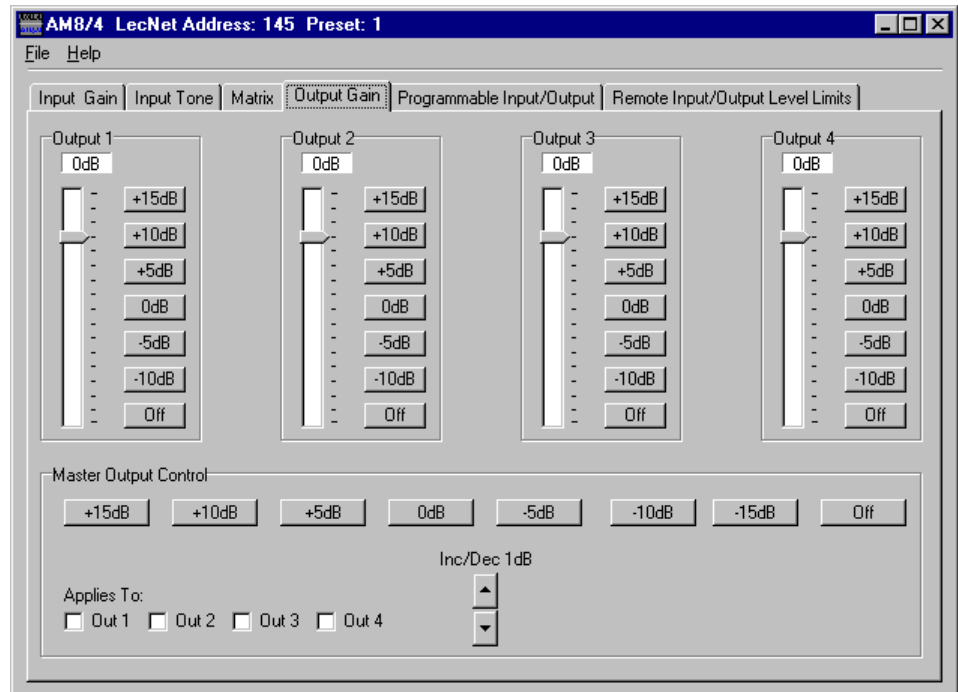 AM8/4 LecNet Address: 145 Preset: 1
File Help
Input Gain Input Tone Matrix Output Gain Programmable Input/Output Remote Input/Output Level Limits
Output 1 Output 2 Output 3 Output 4
0dB 0dB 0dB 0dB
+15dB +15dB +15dB +15dB
+10dB +10dB +10dB +10dB
+5dB +5dB +5dB +5dB
0dB 0dB 0dB 0dB
-5dB -5dB -5dB -5dB
-10dB -10dB -10dB -10dB
Off Off Off Off
Master Output Control
+15dB +10dB +5dB 0dB -5dB -10dB -15dB Off
Inc/Dec 1dB
Applies To:
Out 1 Out 2 Out 3 Out 4